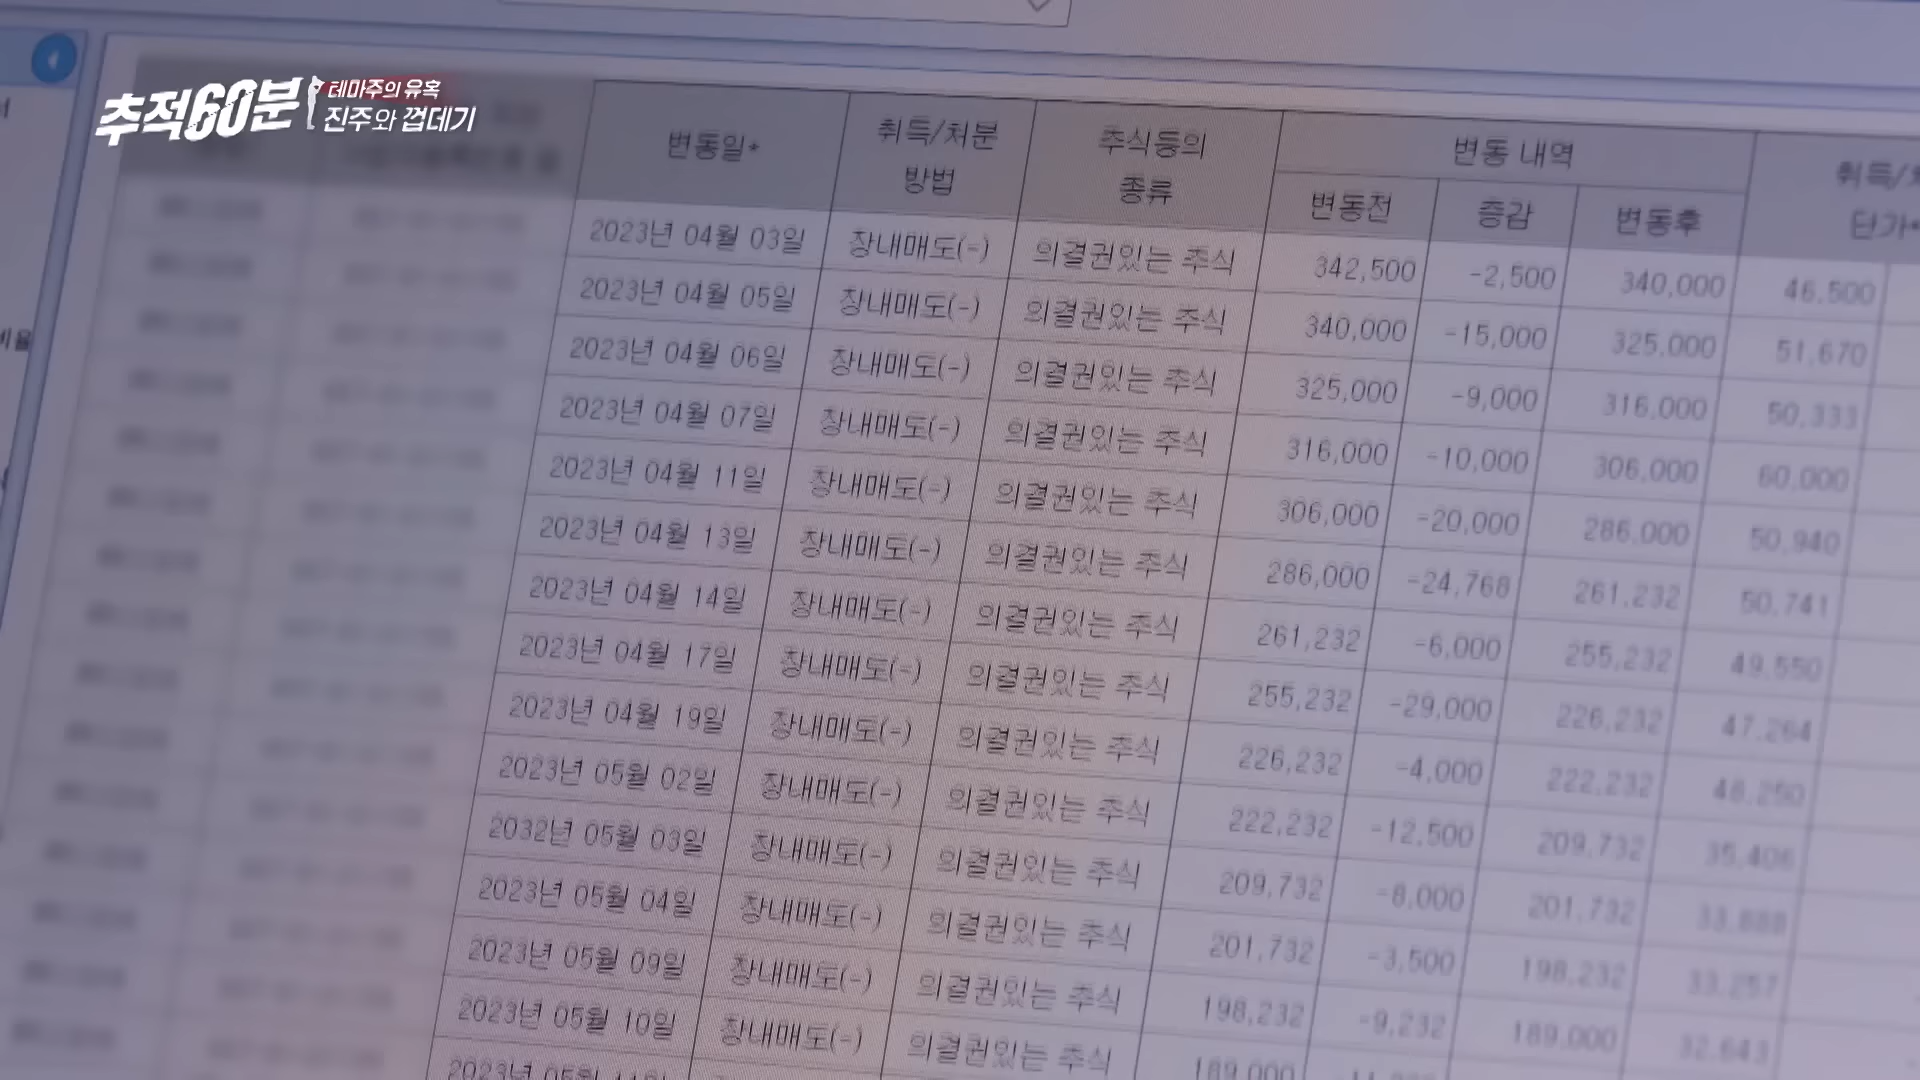 추적60분
테마주의 유혹
진주와 껍데기
변동일* 취득/처분 방법 주식등의 종류 변동 내역 취득/ 단가*
변동전 증감 변동후
2023년 04월 03일 장내매도(-) 의결권있는 주식 342,500 -2,500 340,000 46,500
2023년 04월 05일 장내매도(-) 의결권있는 주식 340,000 -15,000 325,000 51,670
2023년 04월 06일 장내매도(-) 의결권있는 주식 325,000 -9,000 316,000 50,333
2023년 04월 07일 장내매도(-) 의결권있는 주식 316,000 -10,000 306,000 60,000
2023년 04월 11일 장내매도(-) 의결권있는 주식 306,000 -20,000 286,000 50,940
2023년 04월 13일 장내매도(-) 의결권있는 주식 286,000 -24,768 261,232 50,741
2023년 04월 14일 장내매도(-) 의결권있는 주식 261,232 -6,000 255,232 49,550
2023년 04월 17일 장내매도(-) 의결권있는 주식 255,232 -29,000 226,232 47,264
2023년 04월 19일 장내매도(-) 의결권있는 주식 226,232 -4,000 222,232
2023년 05월 02일 장내매도(-) 의결권있는 주식 222,232 -12,500 209,732 35,406
2032년 05월 03일 장내매도(-) 의결권있는 주식 209,732 -8,000 201,732
2023년 05월 04일 장내매도(-) 의결권있는 주식 201,732 -3,500 198,232 33,257
2023년 05월 09일 장내매도(-) 의결권있는 주식 198,232 -9,232 189,000 32,643
2023년 05월 10일 장내매도(-) 의결권있는 주식 189,000
2023년 05월 11일